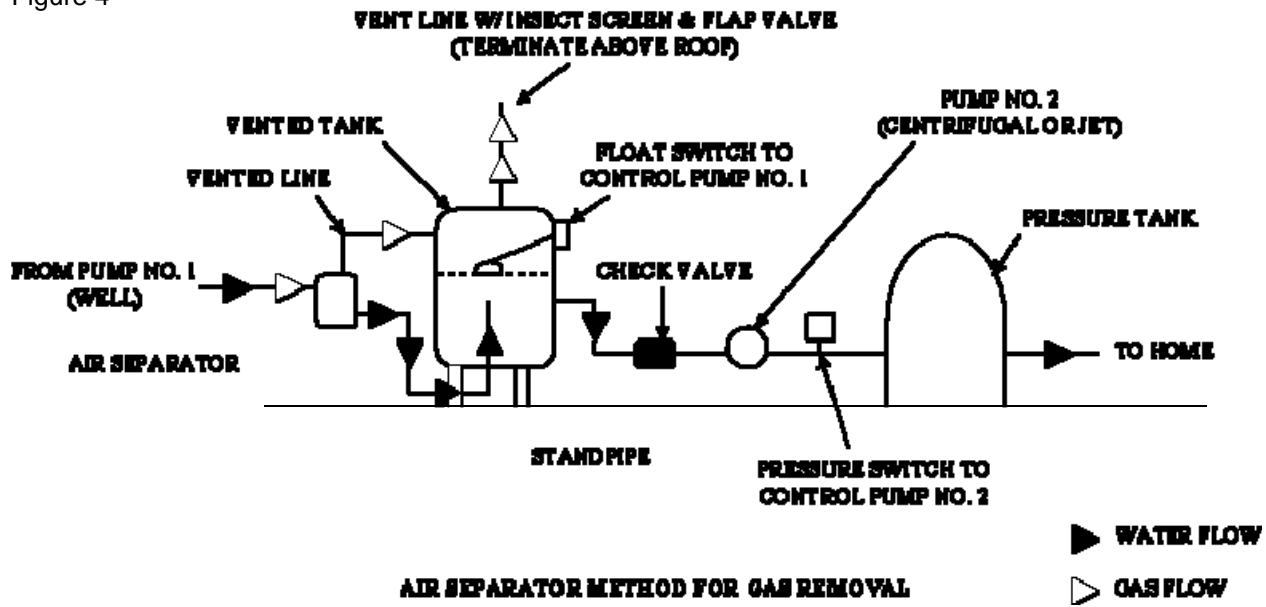 Figure 4
VENT LINE W/INSECT SCREEN & FLAP VALVE
(TERMINATE ABOVE ROOF)
PUMP NO. 2
(CENTRIFUGAL OR JET)
VENTED TANK
FLOAT SWITCH TO
CONTROL PUMP NO. 1
VENTED LINE
PRESSURE TANK
FROM PUMP NO. 1
(WELL)
CHECK VALVE
AIR SEPARATOR
TO HOME
STANDPIPE
PRESSURE SWITCH TO
CONTROL PUMP NO. 2
WATER FLOW
AIR SEPARATOR METHOD FOR GAS REMOVAL
GAS FLOW